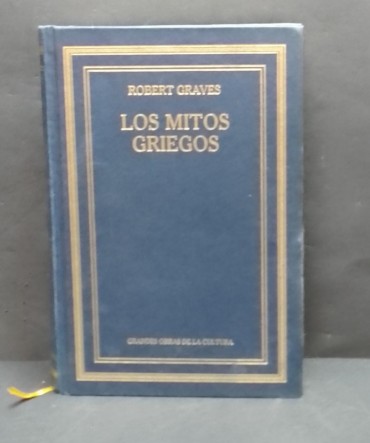 ROBERT GRAVES
LOS MITOS
GRIEGOS
GRANDES OBRAS DE LA CULTURA